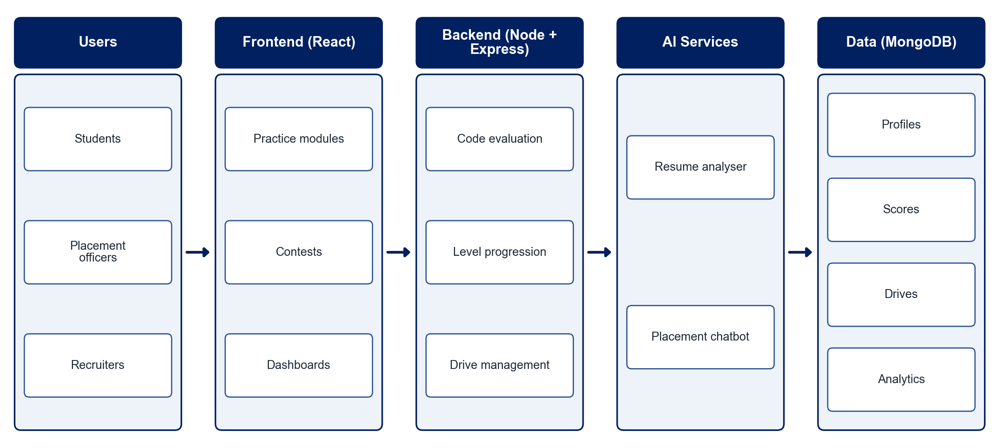 Users
Students
Placement
officers
Recruiters
Frontend (React)
Practice modules
Contests
Dashboards
Backend (Node +
Express)
Code evaluation
Level progression
Drive management
AI Services
Resume analyser
Placement chatbot
Data (MongoDB)
Profiles
Scores
Drives
Analytics